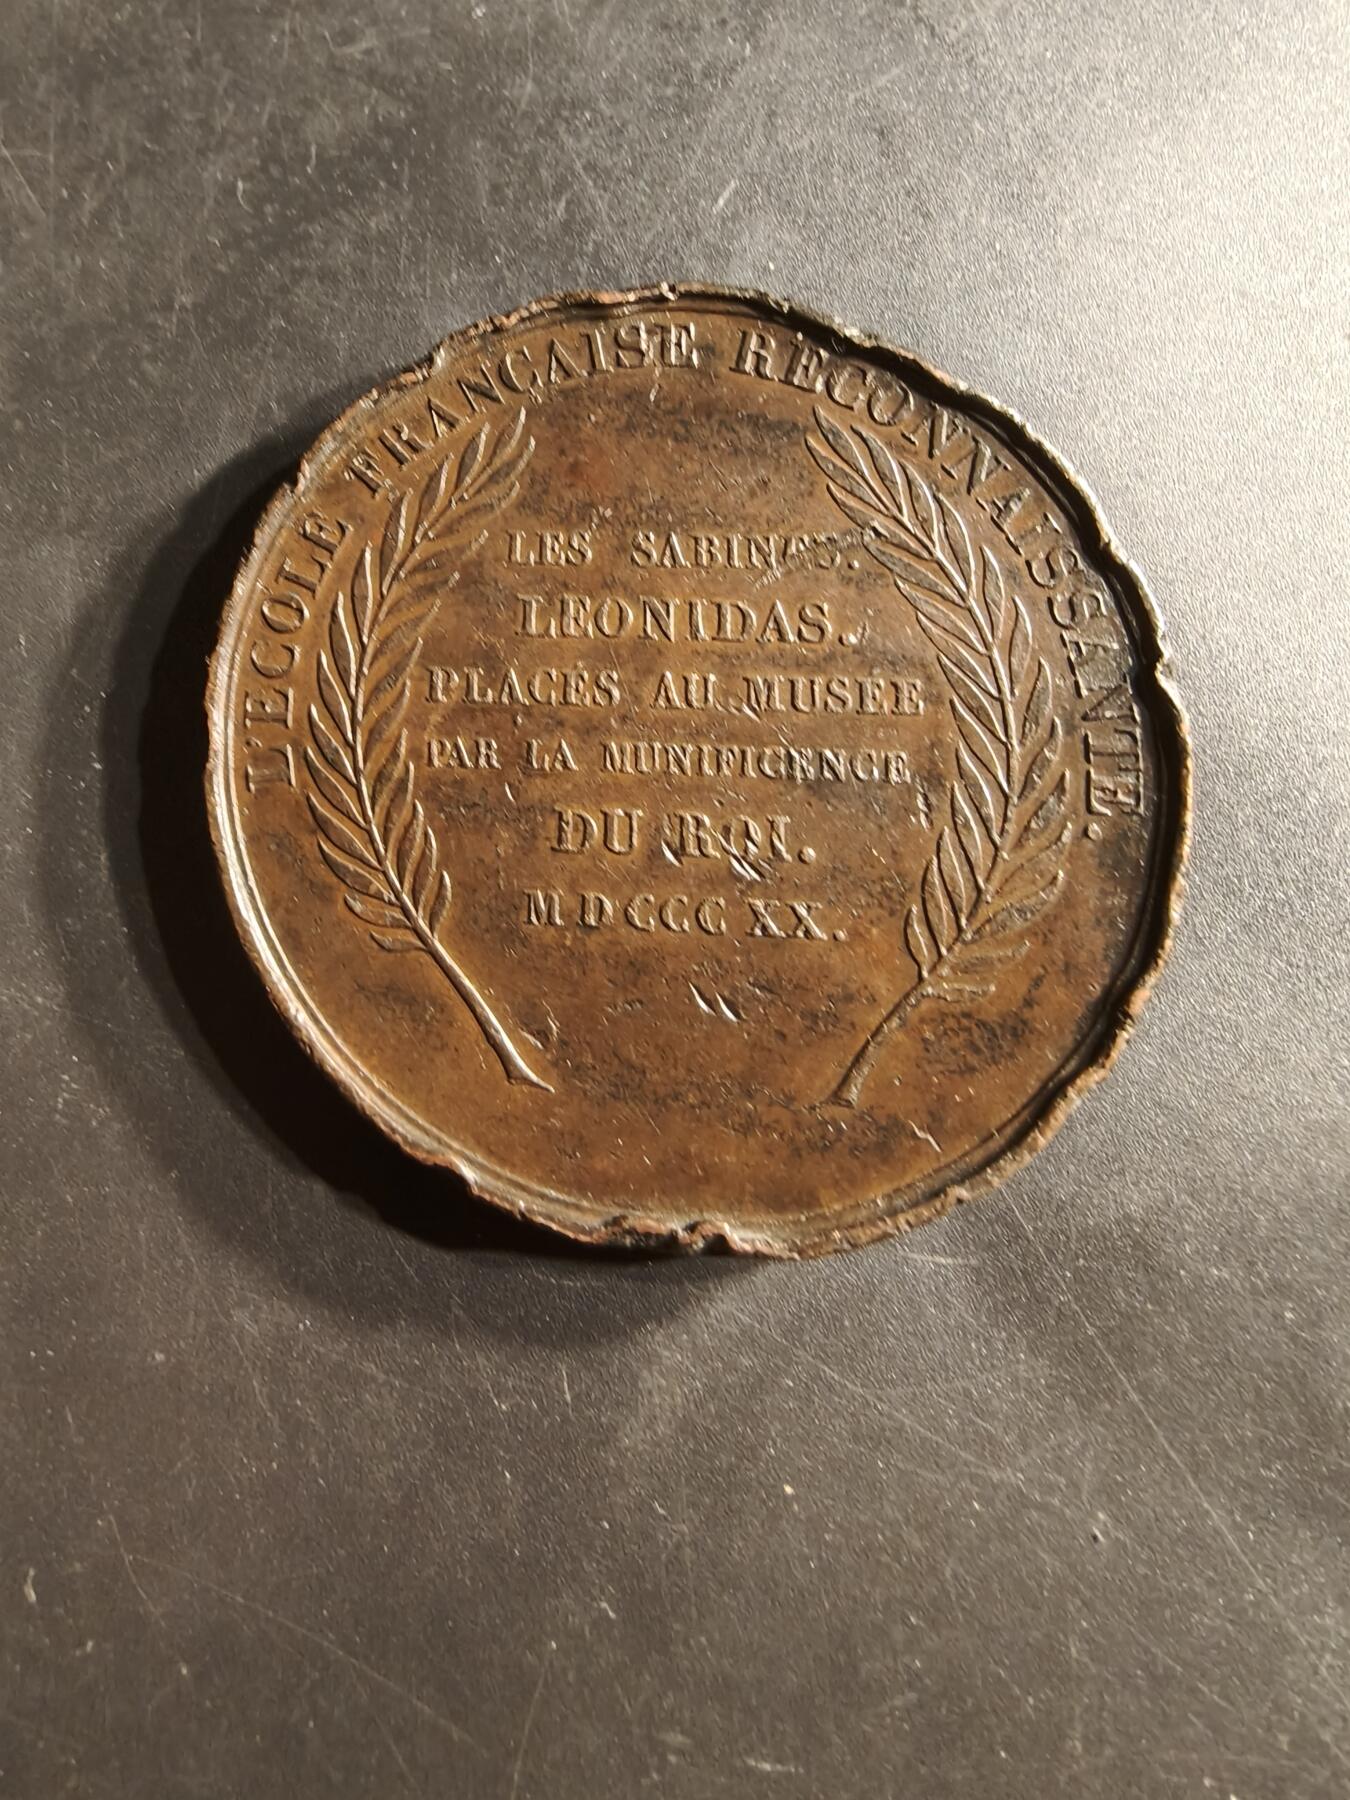 L'ECOLE FRANÇAISE RECONNAISSANTE.
LES SABINES.
LEONIDAS.
PLACÉS AU MUSÉE
PAR LA MUNIFICENCE
DU ROI.
MDCCCXX.